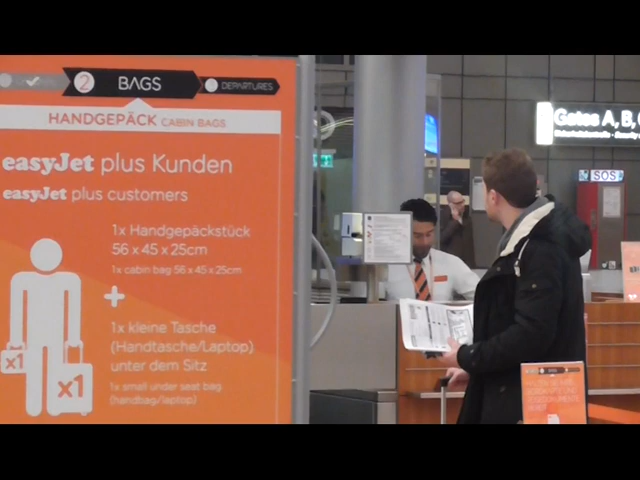 2 BAGS
DEPARTURES
HANDGEPÄCK CABIN BAGS
easyJet plus Kunden
easyJet plus customers
1x Handgepäckstück
56 x 45 x 25cm
1x cabin bag 56 x 45 x 25cm
+
1x kleine Tasche
(Handtasche/Laptop)
unter dem Sitz
1x small under seat bag
(handbag/laptop)
x1
x1
Gates A, B,
SOS